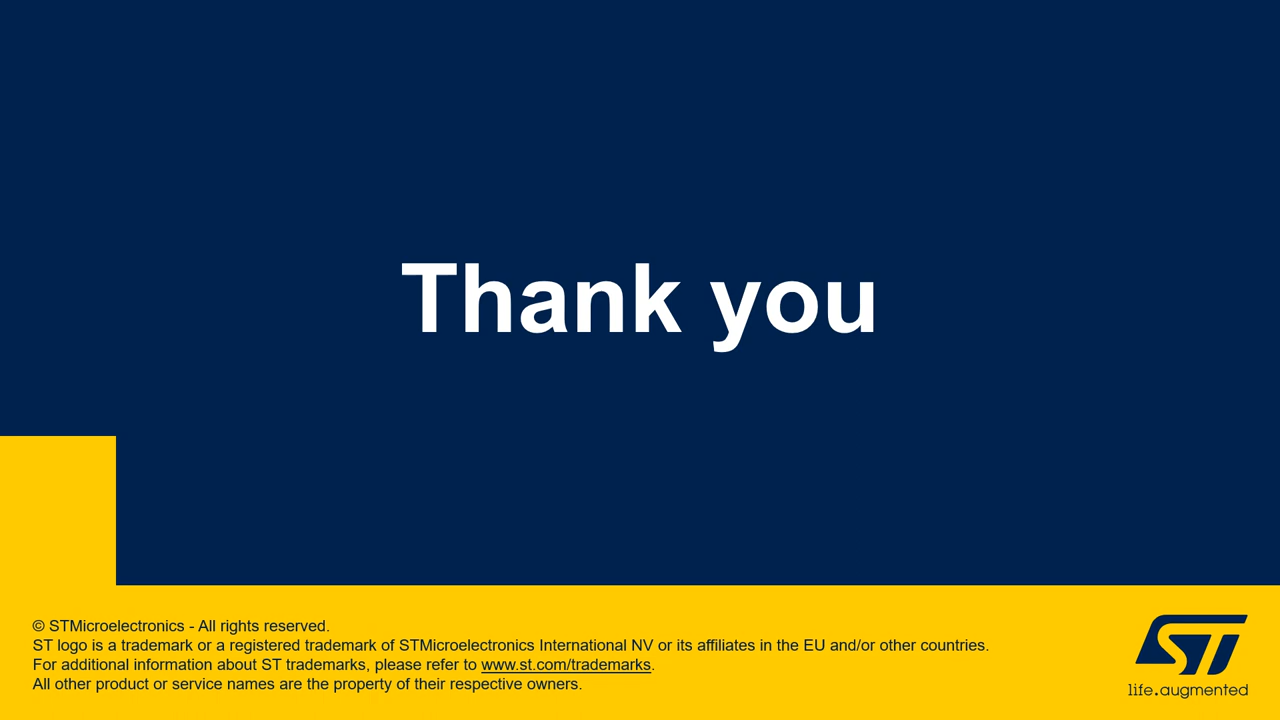 Thank you
© STMicroelectronics - All rights reserved.
ST logo is a trademark or a registered trademark of STMicroelectronics International NV or its affiliates in the EU and/or other countries.
For additional information about ST trademarks, please refer to www.st.com/trademarks.
All other product or service names are the property of their respective owners.
ST
life.augmented